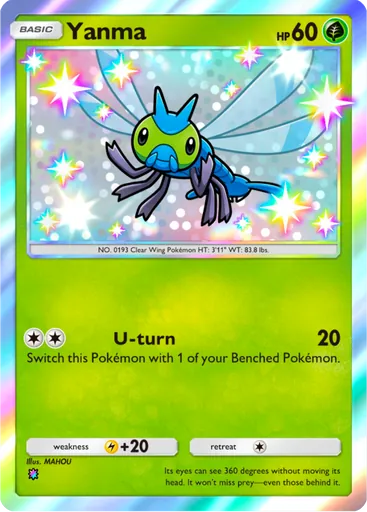 BASIC Yanma HP 60
NO. 0193 Clear Wing Pokémon HT: 3'11" WT: 83.8 lbs.
U-turn 20
Switch this Pokémon with 1 of your Benched Pokémon.
weakness +20 retreat
Illus. MAHOU
Its eyes can see 360 degrees without moving its
head. It won't miss prey—even those behind it.